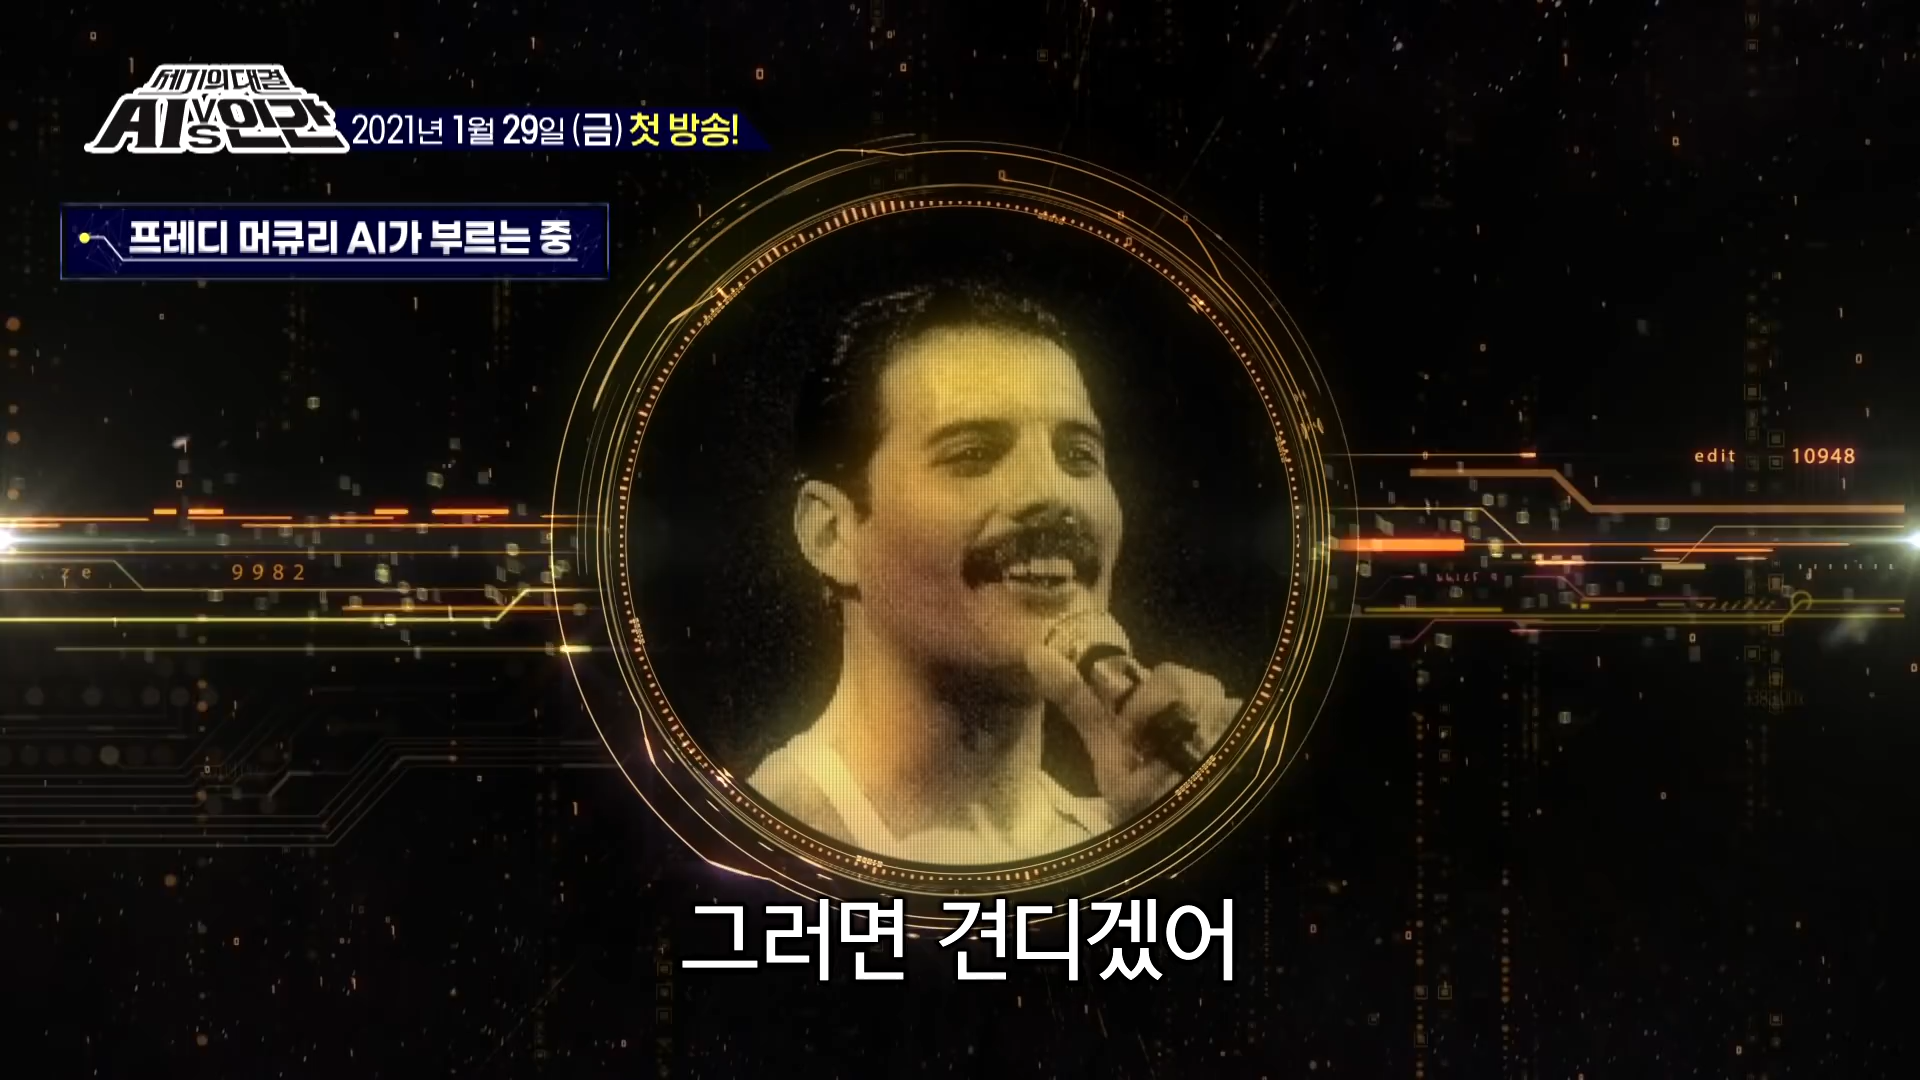 세기의 대결
AI VS 인간
2021년 1월 29일 (금) 첫 방송!
프레디 머큐리 AI가 부르는 중
edit 10948
ze 9982
그러면 견디겠어